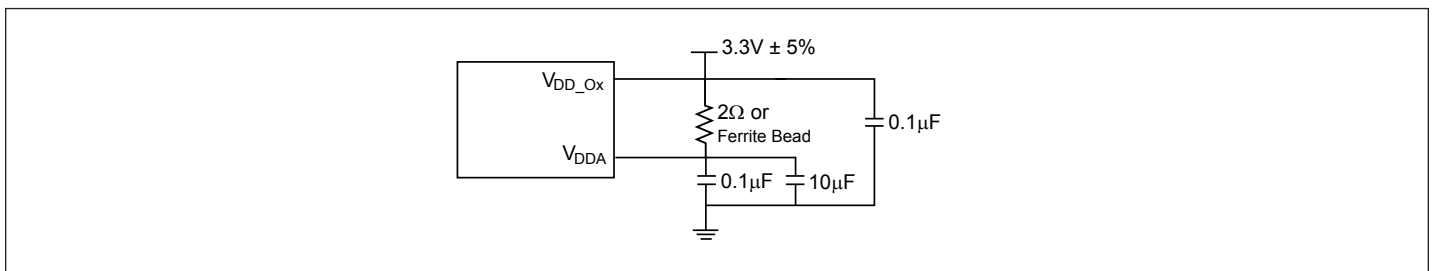 3.3V ± 5%
VDD_Ox
2Ω or
Ferrite Bead
0.1μF
VDDA
0.1μF
10μF